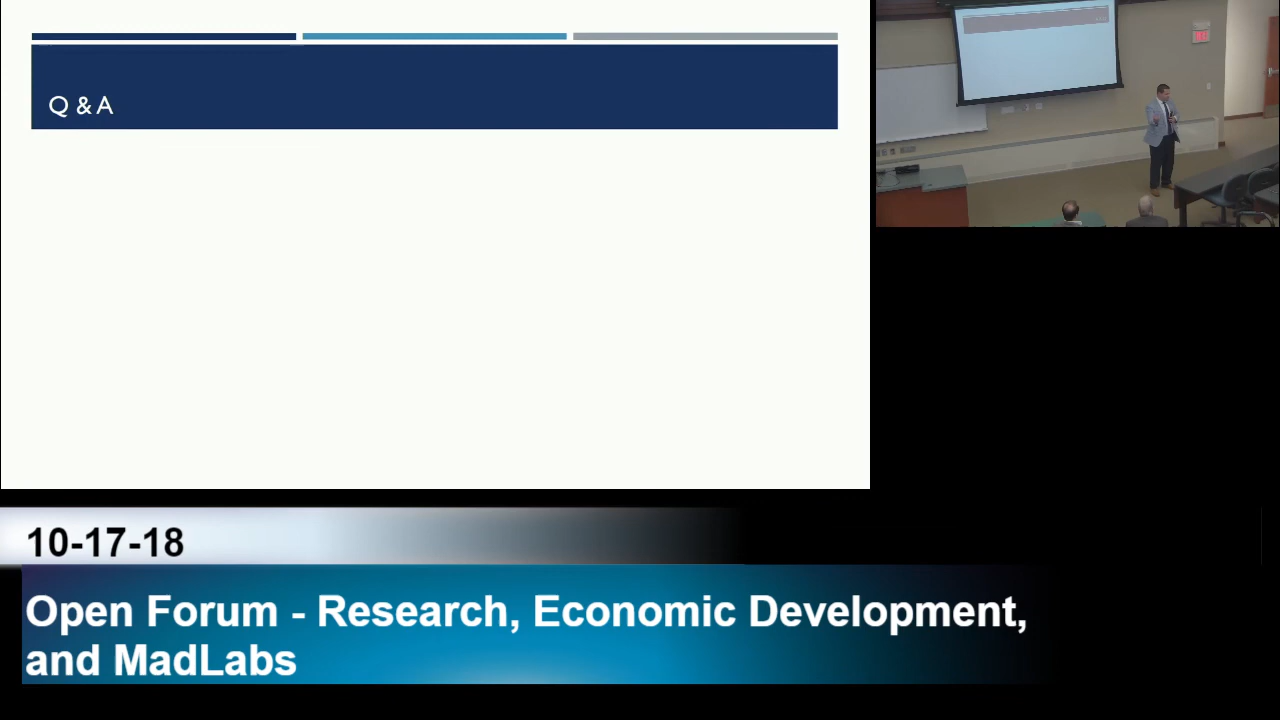 Q & A
10-17-18
Open Forum - Research, Economic Development,
and MadLabs